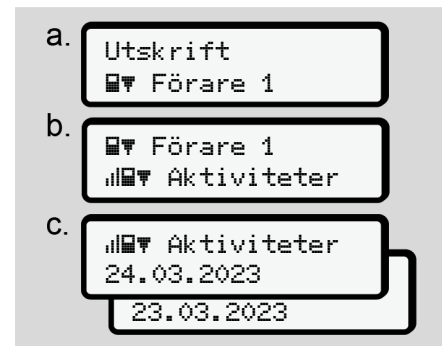 a.
Utskrift
Förare 1
b.
Förare 1
Aktiviteter
c.
Aktiviteter
24.03.2023
23.03.2023